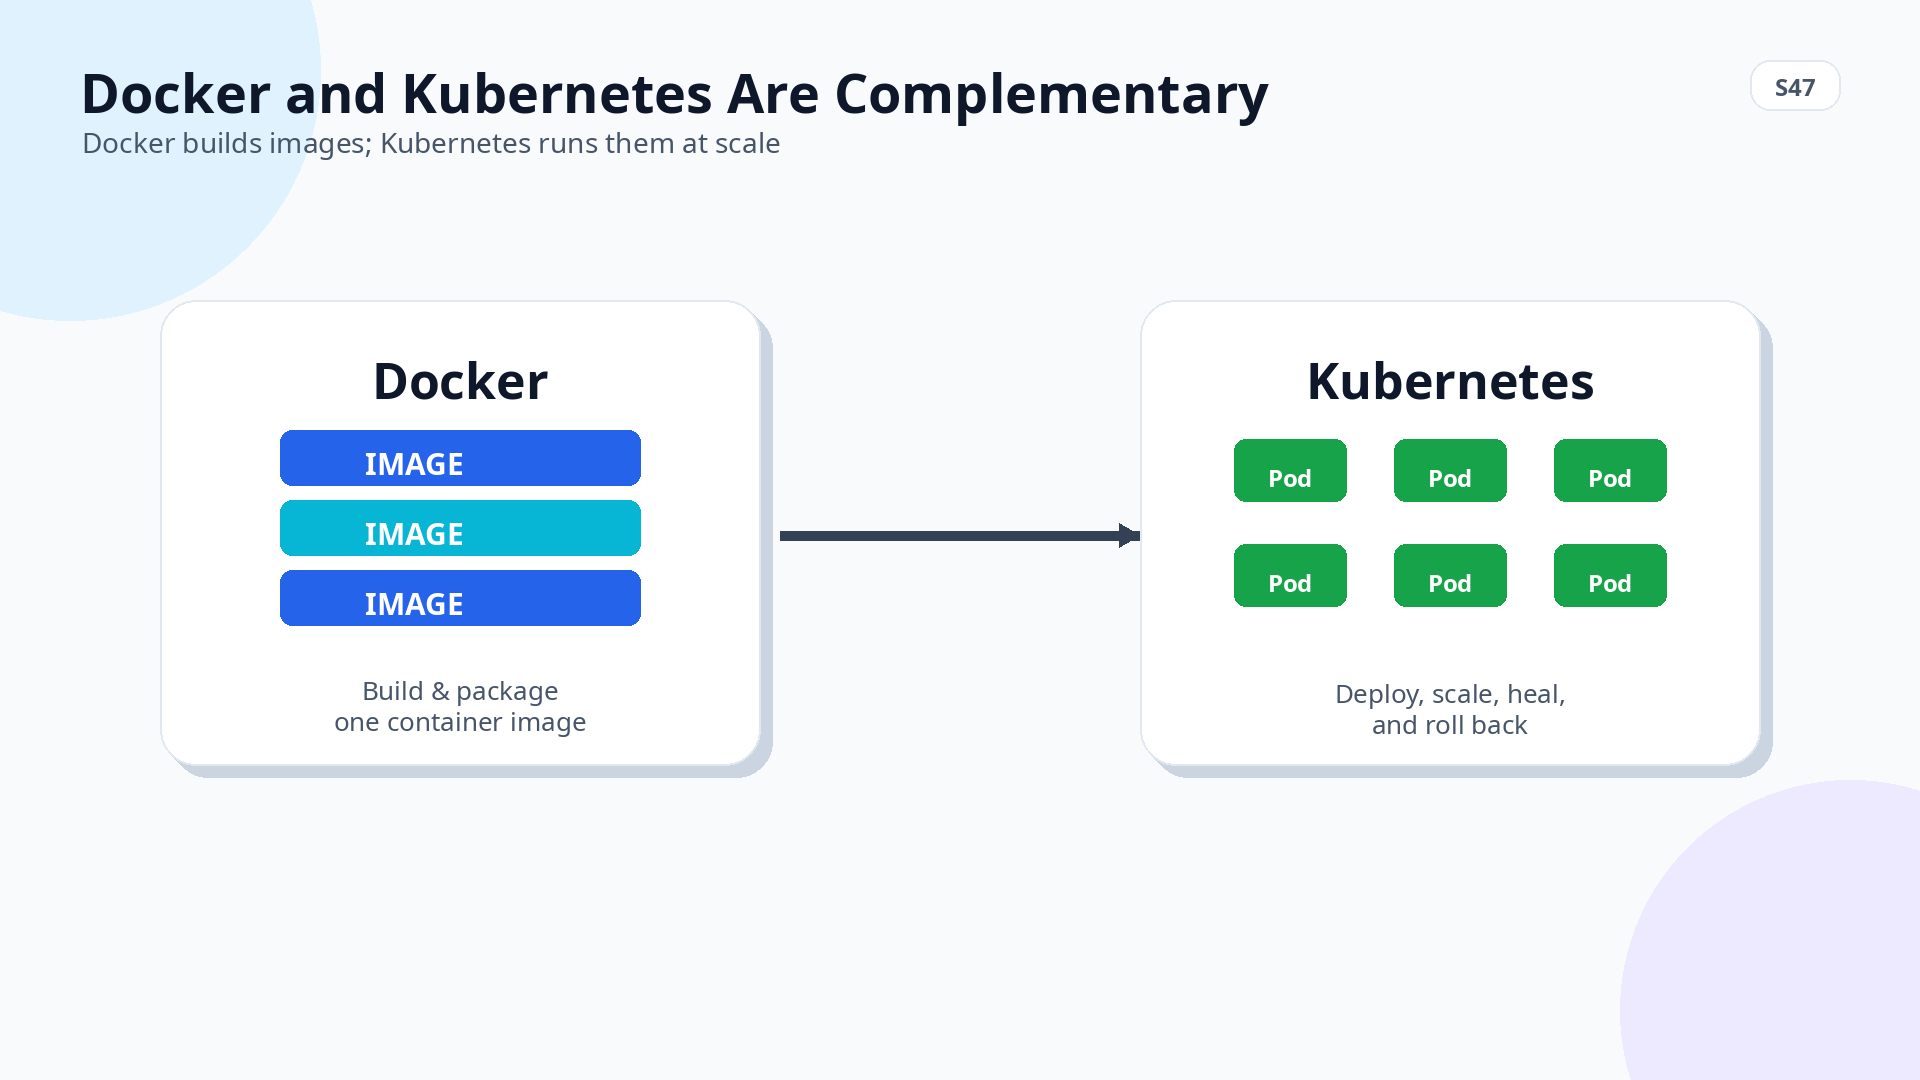 Docker and Kubernetes Are Complementary
S47
Docker builds images; Kubernetes runs them at scale
Docker
IMAGE
IMAGE
IMAGE
Build & package
one container image
Kubernetes
Pod Pod Pod
Pod Pod Pod
Deploy, scale, heal,
and roll back